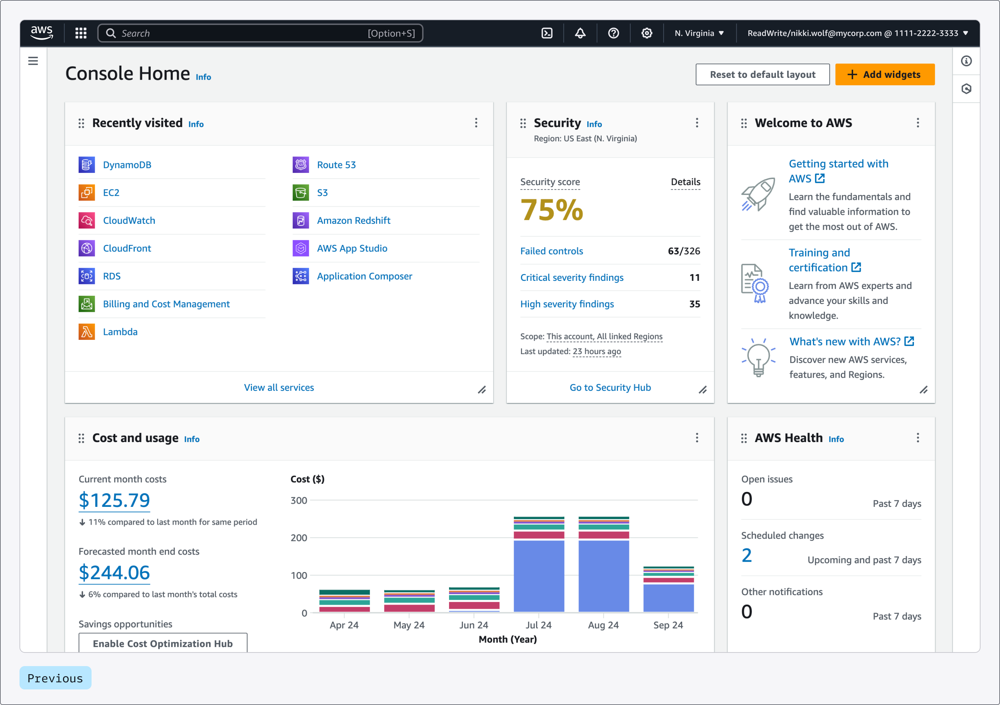 aws
Search [Option+S]
N. Virginia
ReadWrite/nikki.wolf@mycorp.com @ 1111-2222-3333
Console Home Info
Reset to default layout
Add widgets
Recently visited Info
DynamoDB
EC2
CloudWatch
CloudFront
RDS
Billing and Cost Management
Lambda
Route 53
S3
Amazon Redshift
AWS App Studio
Application Composer
View all services
Security Info
Region: US East (N. Virginia)
Security score Details
75%
Failed controls 63/326
Critical severity findings 11
High severity findings 35
Scope: This account, All linked Regions
Last updated: 23 hours ago
Go to Security Hub
Welcome to AWS
Getting started with
AWS
Learn the fundamentals and
find valuable information to
get the most out of AWS.
Training and
certification
Learn from AWS experts and
advance your skills and
knowledge.
What's new with AWS?
Discover new AWS services,
features, and Regions.
Cost and usage Info
Current month costs
$125.79
11% compared to last month for same period
Forecasted month end costs
$244.06
6% compared to last month's total costs
Savings opportunities
Enable Cost Optimization Hub
Cost ($)
300
200
100
0
Apr 24 May 24 Jun 24 Jul 24 Aug 24 Sep 24
Month (Year)
AWS Health Info
Open issues
0 Past 7 days
Scheduled changes
2 Upcoming and past 7 days
Other notifications
0 Past 7 days
Previous